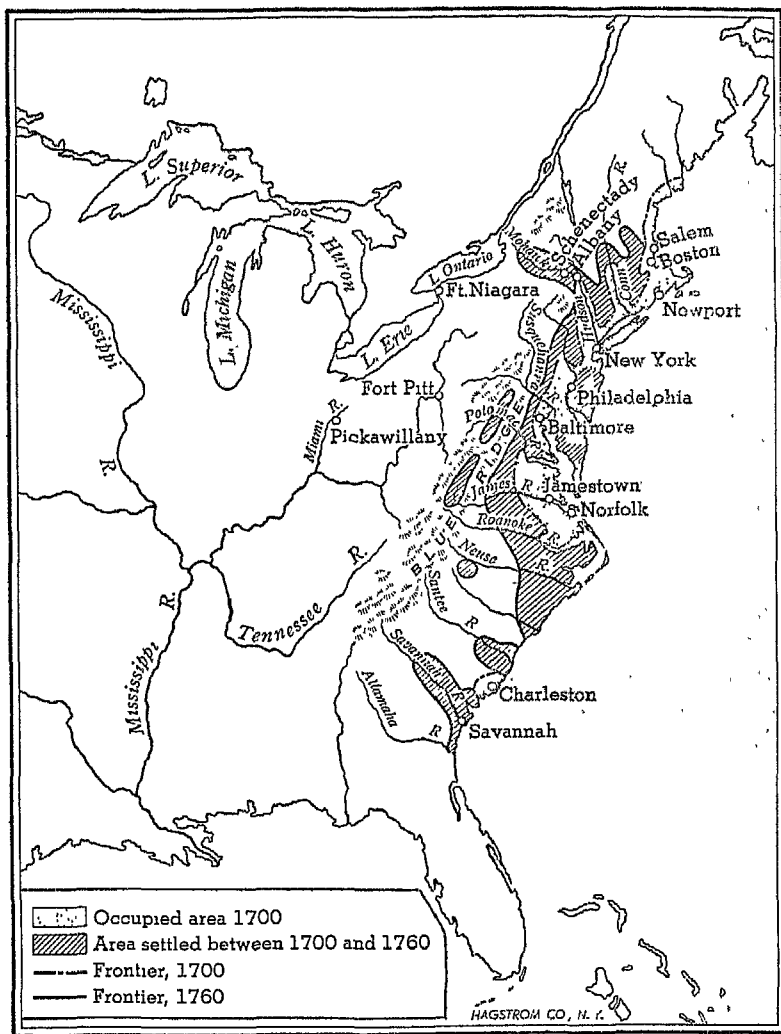 L. Superior
L. Michigan
L. Huron
L. Ontario
L. Erie
Mississippi
R.
Mississippi
R.
Tennessee
R.
Miami R.
Ft. Niagara
Fort Pitt
Pickawillany
Mohawk
Schenectady
Albany
R.
Conn
Hudson
Salem
Boston
Newport
New York
Susquehanna
R.
Philadelphia
Baltimore
Potomac
R.
BLUE RIDGE
James R.
Jamestown
Norfolk
Roanoke
R.
Neuse
R.
Santee
R
Savannah R
Altamaha
R
Charleston
Savannah
Occupied area 1700
Area settled between 1700 and 1760
Frontier, 1700
Frontier, 1760
HAGSTROM CO, N. Y.